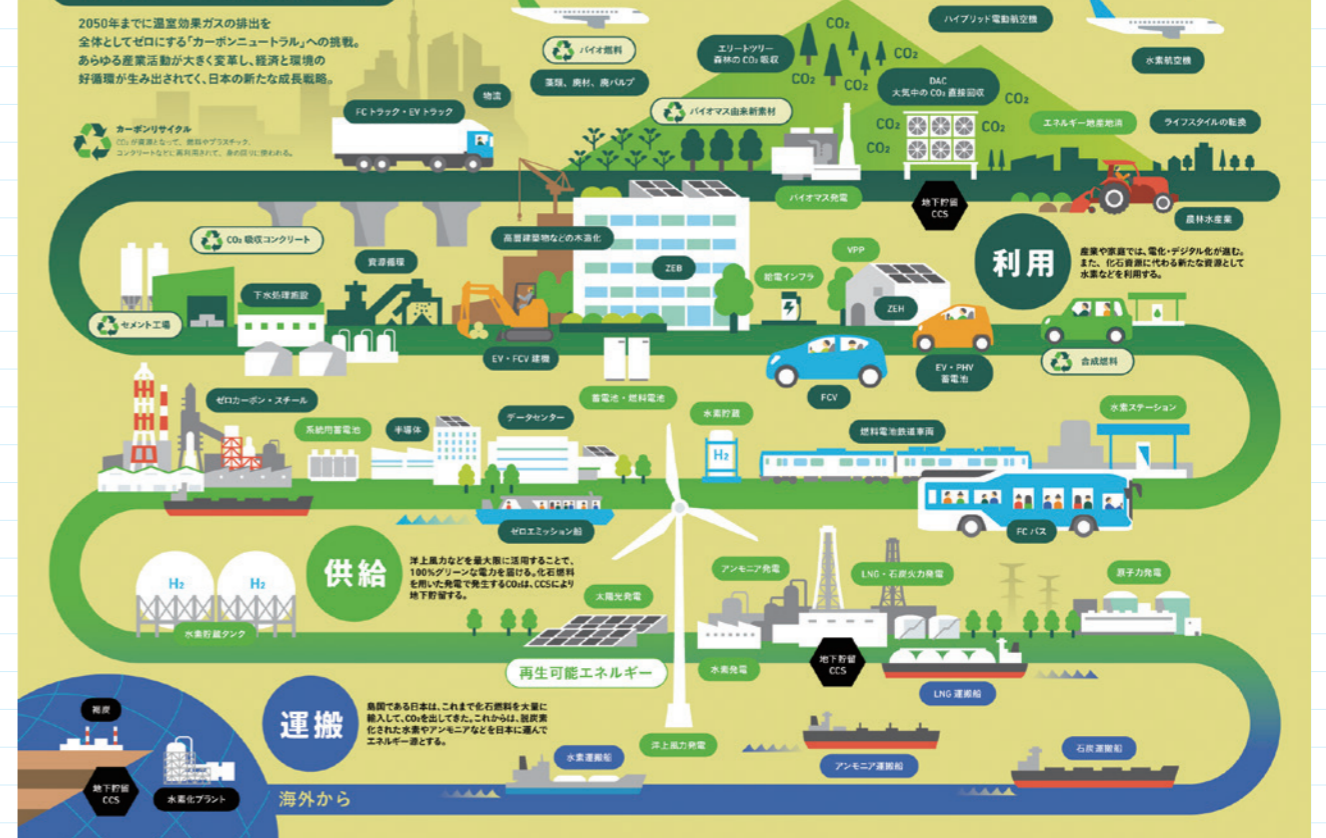 2050年までに温室効果ガスの排出を
全体としてゼロにする「カーボンニュートラル」への挑戦。
あらゆる産業活動が大きく変革し、経済と環境の
好循環が生み出されてく、日本の新たな成長戦略。
カーボンリサイクル
CO₂が資源となって、燃料やプラスチック、
コンクリートなどに再利用されて、身の回りに使われる。
バイオ燃料
藻類、廃材、廃パルプ
ハイブリッド電動航空機
水素航空機
エリートツリー
森林のCO₂吸収
CO₂
CO₂
CO₂
CO₂
DAC
大気中のCO₂直接回収
CO₂
CO₂
CO₂
CO₂
物流
FCトラック・EVトラック
バイオマス由来新素材
エネルギー地産地消
ライフスタイルの転換
バイオマス発電
地下貯留
CCS
農林水産業
利用
産業や家庭では、電化・デジタル化が進む。
また、化石資源に代わる新たな資源として
水素などを利用する。
CO₂吸収コンクリート
資源循環
高層建築物などの木造化
ZEB
給電インフラ
VPP
ZEH
下水処理施設
セメント工場
EV・FCV建機
蓄電池・燃料電池
FCV
EV・PHV
蓄電池
合成燃料
ゼロカーボン・スチール
系統用蓄電池
半導体
データセンター
水素貯蔵
H₂
燃料電池鉄道車両
水素ステーション
ゼロエミッション船
FCバス
供給
洋上風力などを最大限に活用することで、
100%グリーンな電力を届ける。化石燃料
を用いた発電で発生するCO₂は、CCSにより
地下貯留する。
H₂
H₂
水素貯蔵タンク
太陽光発電
再生可能エネルギー
アンモニア発電
LNG・石炭火力発電
原子力発電
水素発電
地下貯留
CCS
LNG運搬船
運搬
島国である日本は、これまで化石燃料を大量に
輸入して、CO₂を出してきた。これからは、脱炭素
化された水素やアンモニアなどを日本に運んで
エネルギー源とする。
洋上風力発電
水素運搬船
アンモニア運搬船
石炭運搬船
褐炭
地下貯留
CCS
水素化プラント
海外から